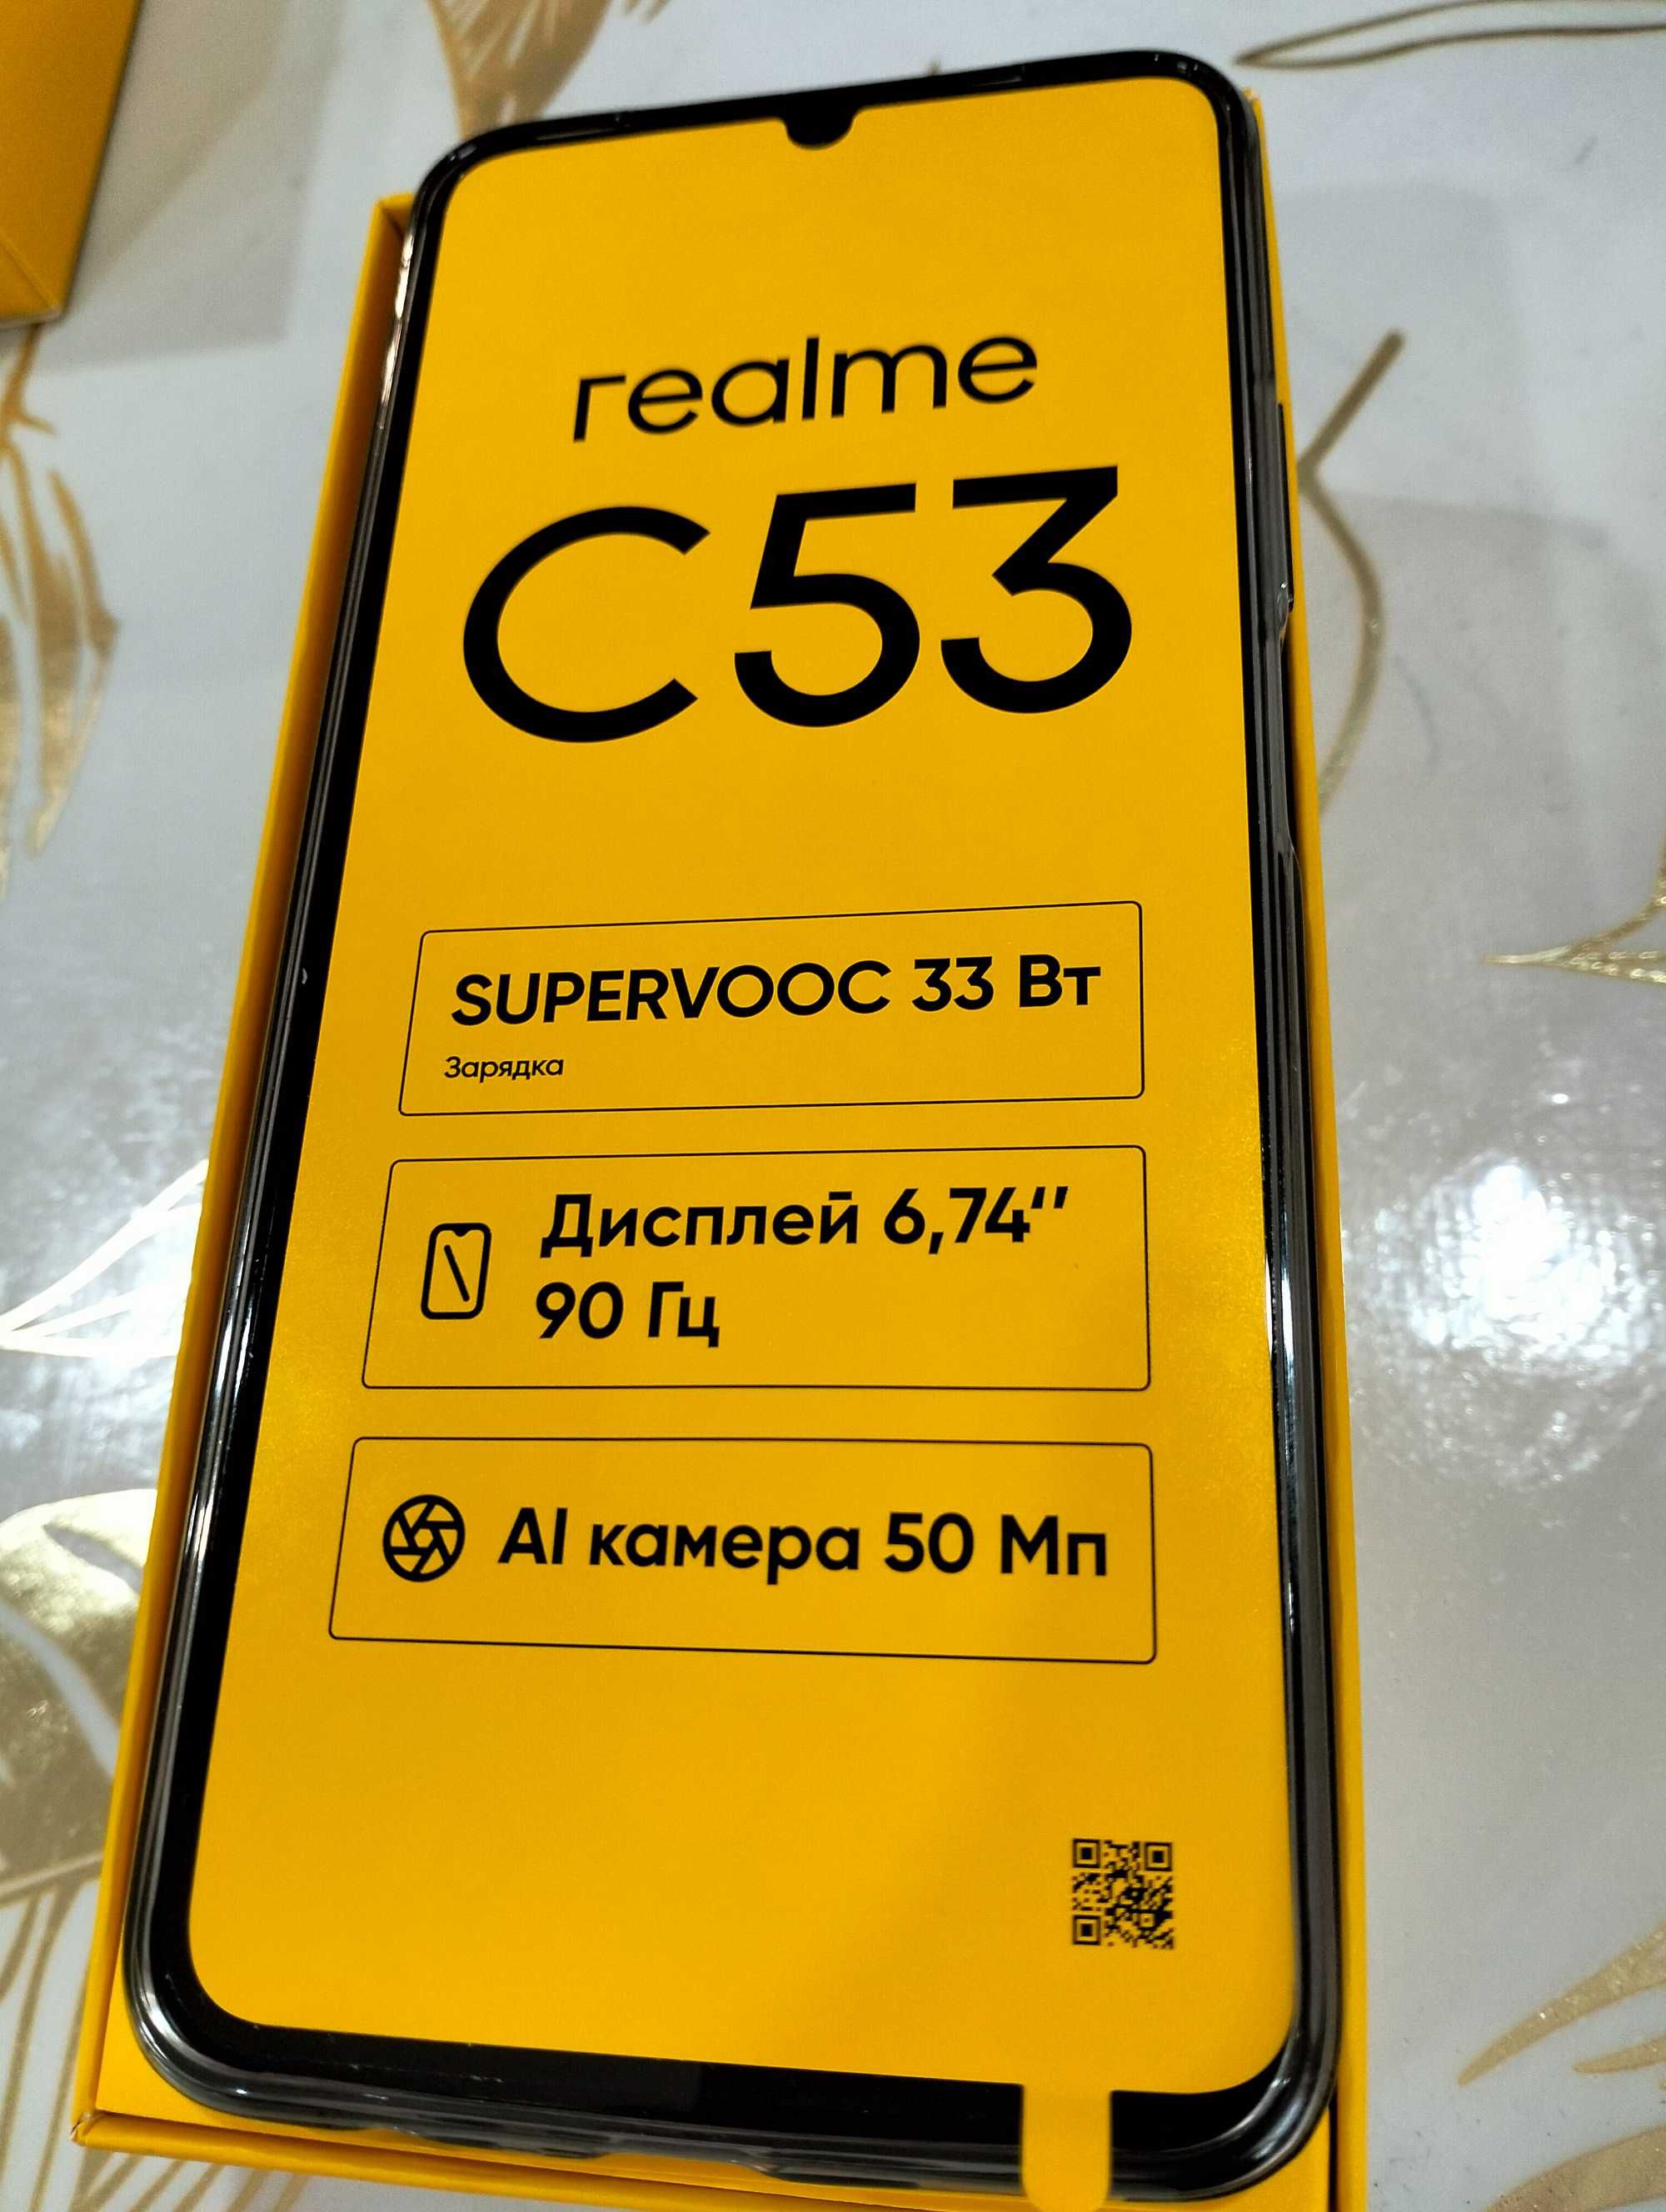 realme
C53
SUPERVOOC 33 Вт
Зарядка
Дисплей 6,74‘’
90 Гц
AI камера 50 Мп